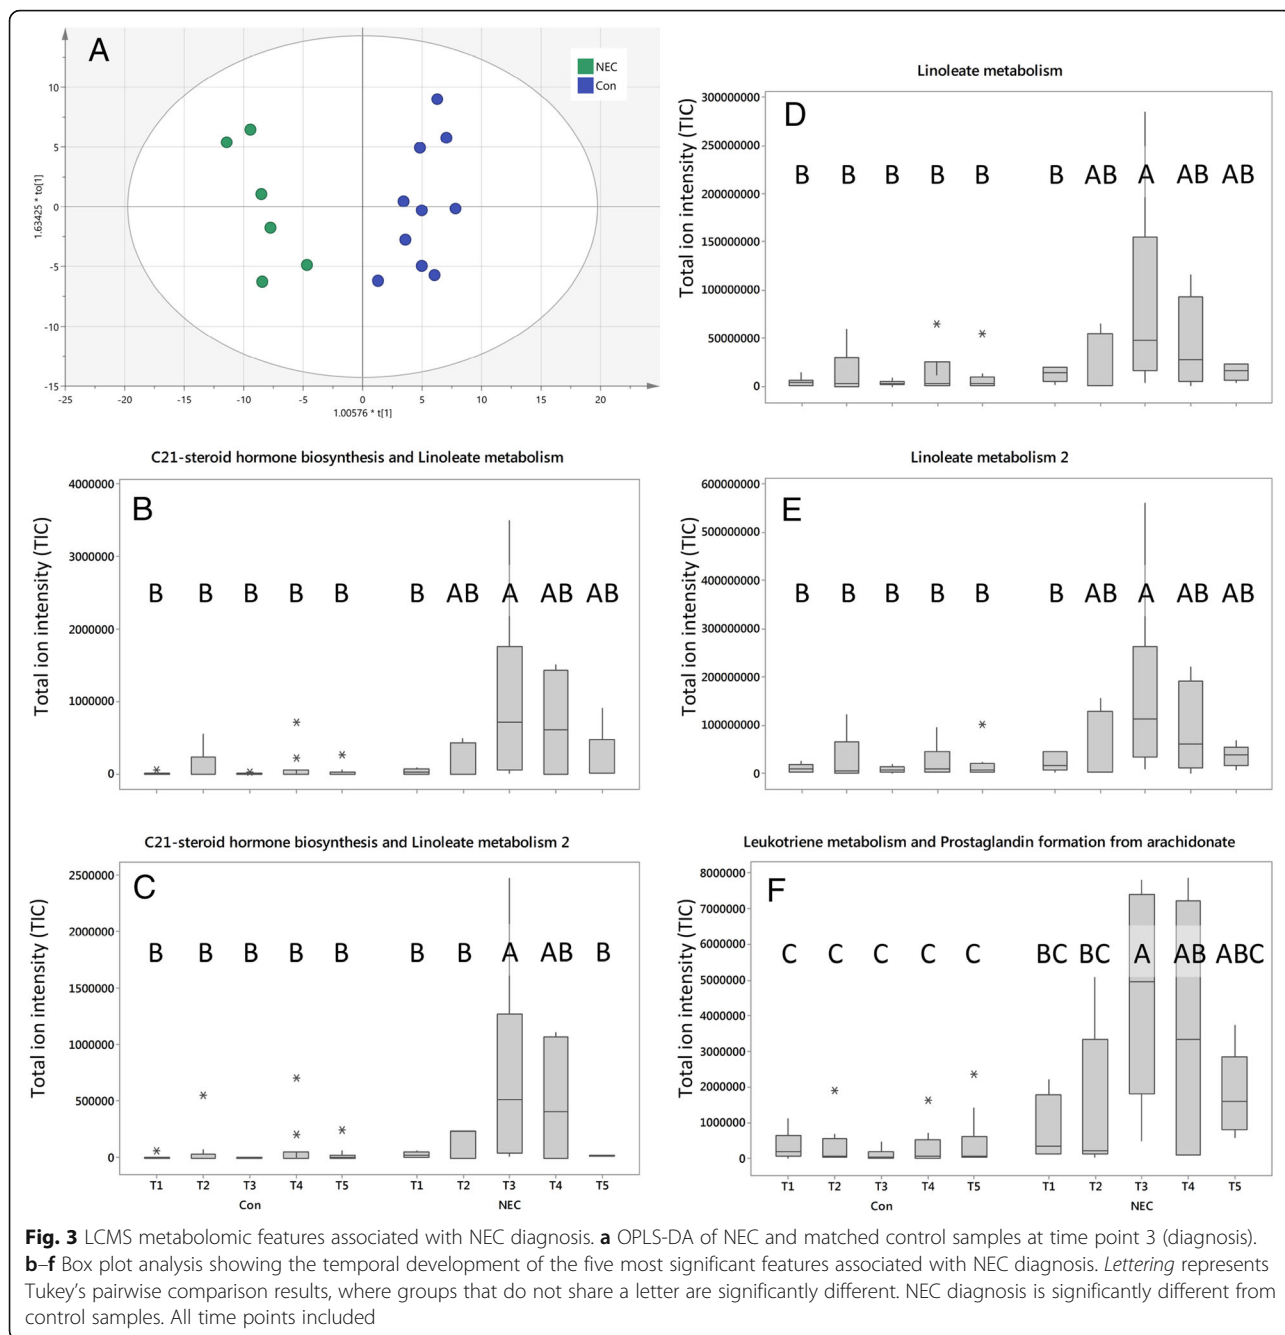 A
NEC
Con
10
5
0
-5
-10
-15
-25 -20 -15 -10 -5 0 5 10 15 20
1.63425 * to[1]
1.00576 * t[1]
Linoleate metabolism
D
Total ion intensity (TIC)
300000000
250000000
200000000
150000000
100000000
50000000
0
B B B B B B AB A AB AB
C21-steroid hormone biosynthesis and Linoleate metabolism
B
Total ion intensity (TIC)
4000000
3000000
2000000
1000000
0
B B B B B B AB A AB AB
Linoleate metabolism 2
E
Total ion intensity (TIC)
600000000
500000000
400000000
300000000
200000000
100000000
0
B B B B B B AB A AB AB
C21-steroid hormone biosynthesis and Linoleate metabolism 2
C
Total ion intensity (TIC)
2500000
2000000
1500000
1000000
500000
0
B B B B B B B A AB B
T1 T2 T3 T4 T5 T1 T2 T3 T4 T5
Con NEC
Leukotriene metabolism and Prostaglandin formation from arachidonate
F
Total ion intensity (TIC)
8000000
7000000
6000000
5000000
4000000
3000000
2000000
1000000
0
C C C C C BC BC A AB ABC
T1 T2 T3 T4 T5 T1 T2 T3 T4 T5
Con NEC
Fig. 3 LCMS metabolomic features associated with NEC diagnosis. a OPLS-DA of NEC and matched control samples at time point 3 (diagnosis).
b–f Box plot analysis showing the temporal development of the five most significant features associated with NEC diagnosis. Lettering represents
Tukey's pairwise comparison results, where groups that do not share a letter are significantly different. NEC diagnosis is significantly different from
control samples. All time points included